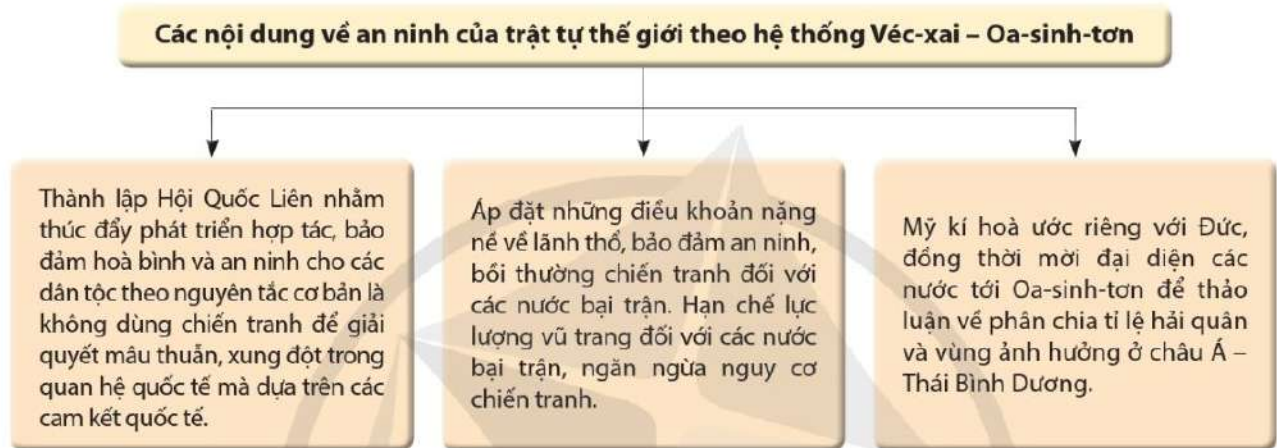 Các nội dung về an ninh của trật tự thế giới theo hệ thống Véc-xai – Oa-sinh-tơn
Thành lập Hội Quốc Liên nhằm
thúc đẩy phát triển hợp tác, bảo
đảm hoà bình và an ninh cho các
dân tộc theo nguyên tắc cơ bản là
không dùng chiến tranh để giải
quyết mâu thuẫn, xung đột trong
quan hệ quốc tế mà dựa trên các
cam kết quốc tế.
Áp đặt những điều khoản nặng
nề về lãnh thổ, bảo đảm an ninh,
bồi thường chiến tranh đối với
các nước bại trận. Hạn chế lực
lượng vũ trang đối với các nước
bại trận, ngăn ngừa nguy cơ
chiến tranh.
Mỹ kí hoà ước riêng với Đức,
đồng thời mời đại diện các
nước tới Oa-sinh-tơn để thảo
luận về phân chia tỉ lệ hải quân
và vùng ảnh hưởng ở châu Á –
Thái Bình Dương.